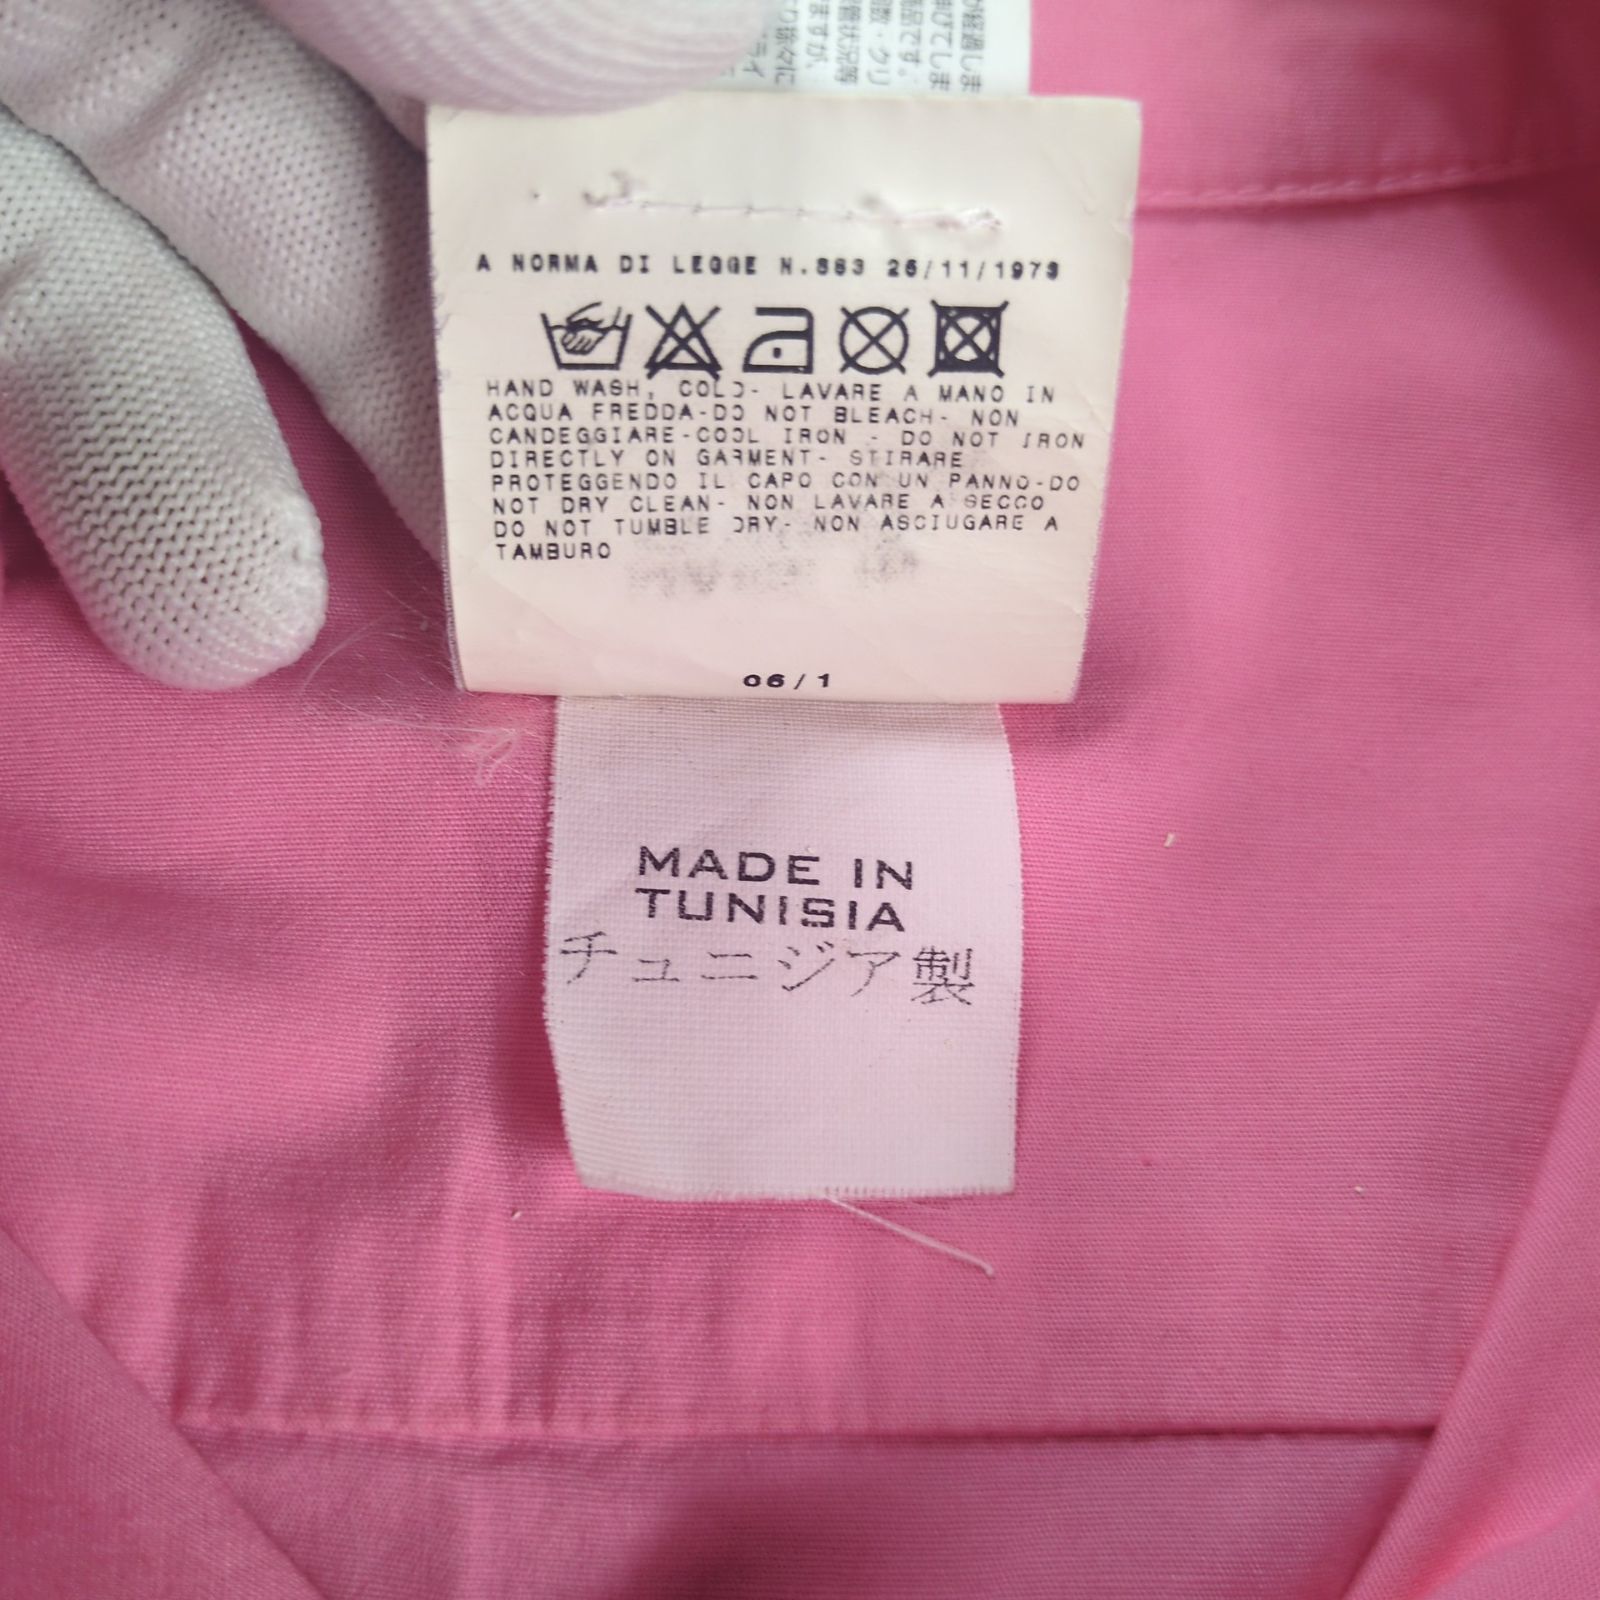 A NORMA DI LEGGE N.883 26/11/1973
HAND WASH, COLD- LAVARE A MANO IN
ACQUA FREDDA-DO NOT BLEACH- NON
CANDEGGIARE-COOL IRON - DO NOT IRON
DIRECTLY ON GARMENT- STIRARE
PROTEGGENDO IL CAPO CON UN PANNO-DO
NOT DRY CLEAN- NON LAVARE A SECCO
DO NOT TUMBLE DRY- NON ASCIUGARE A
TAMBURO
06/1
MADE IN
TUNISIA
チュニジア製